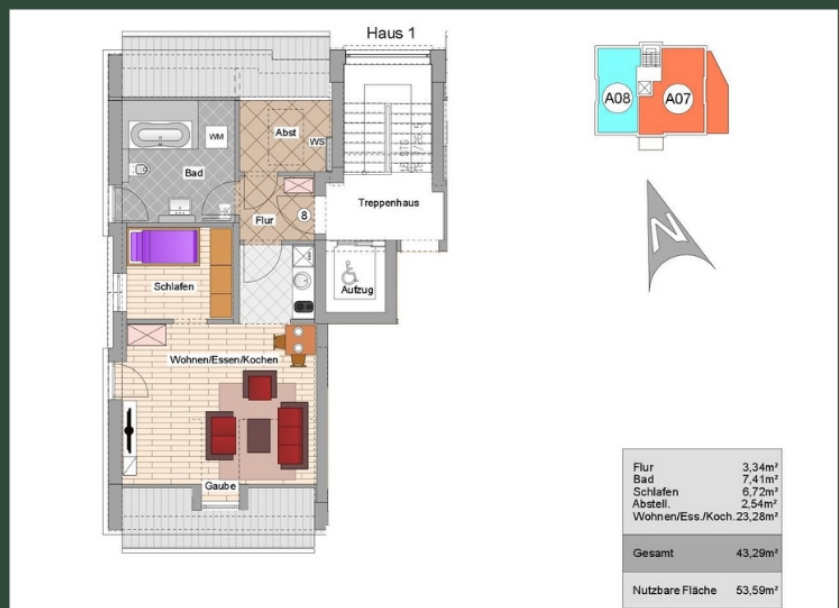 Haus 1
A08
A07
Abst
WM
WS
Bad
Treppenhaus
Flur
8
N
Schlafen
Aufzug
Wohnen/Essen/Kochen
Gaube
Flur 3,34m²
Bad 7,41m²
Schlafen 6,72m²
Abstell. 2,54m²
Wohnen/Ess./Koch. 23,28m²
Gesamt 43,29m²
Nutzbare Fläche 53,59m²